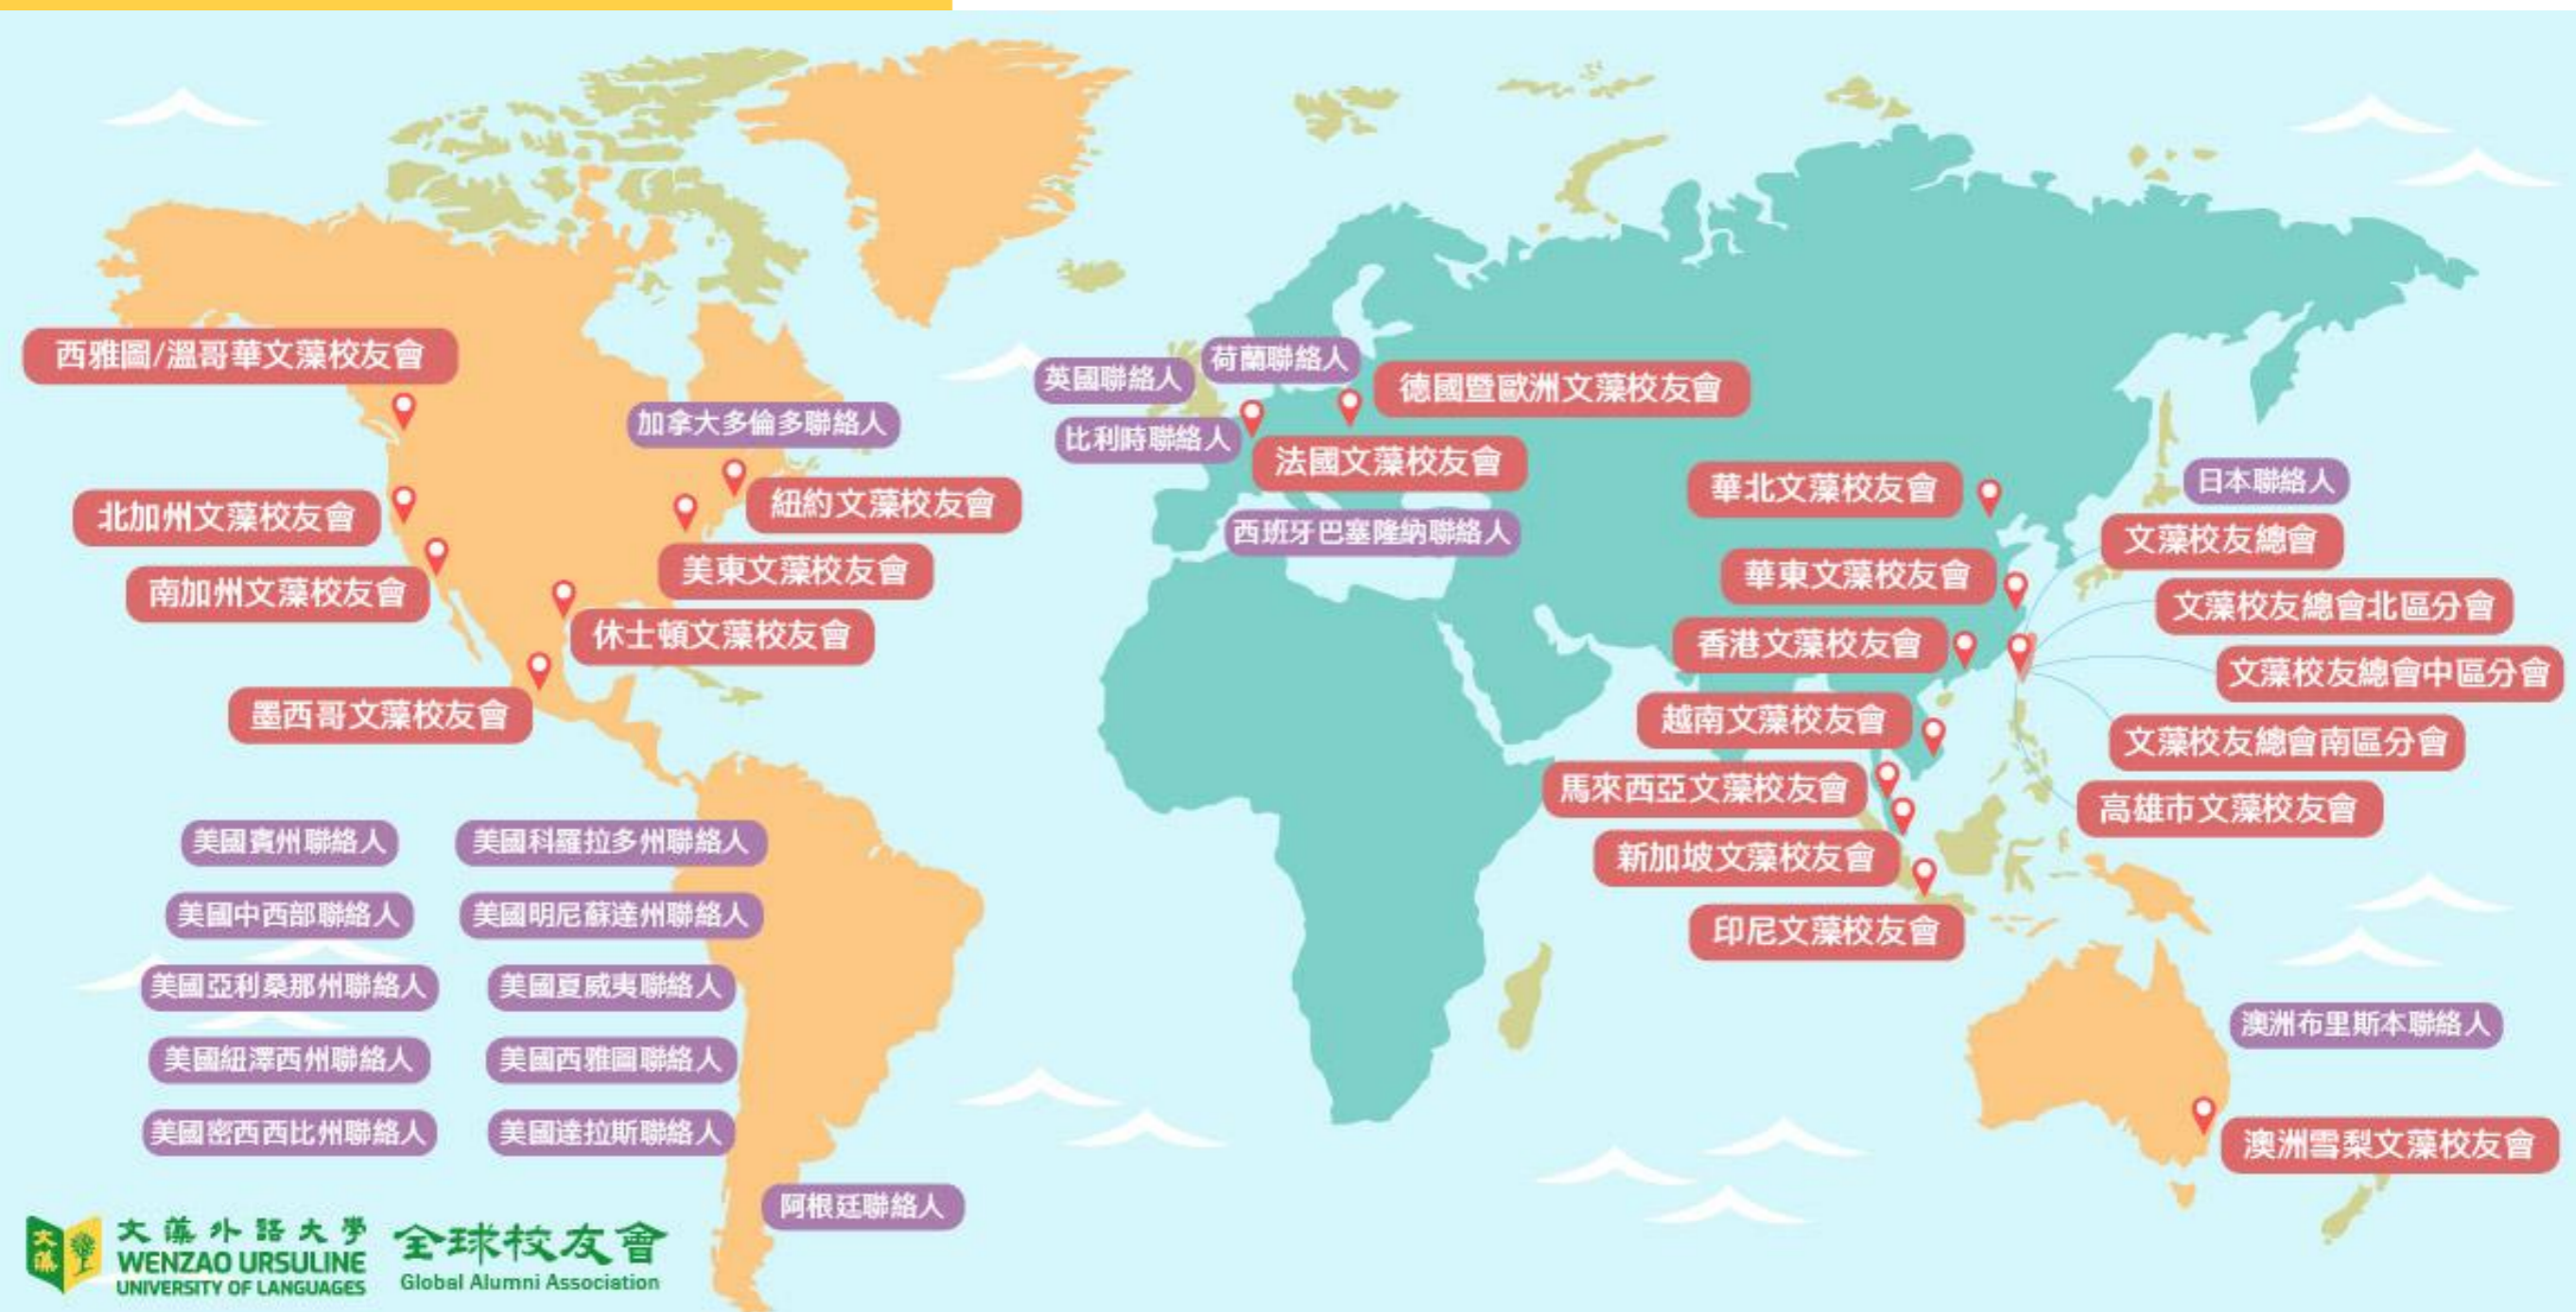 西雅圖/溫哥華文藻校友會
加拿大多倫多聯絡人
北加州文藻校友會
紐約文藻校友會
南加州文藻校友會
美東文藻校友會
休士頓文藻校友會
墨西哥文藻校友會
英國聯絡人
荷蘭聯絡人
德國暨歐洲文藻校友會
比利時聯絡人
法國文藻校友會
西班牙巴塞隆納聯絡人
華北文藻校友會
日本聯絡人
文藻校友總會
華東文藻校友會
文藻校友總會北區分會
香港文藻校友會
文藻校友總會中區分會
越南文藻校友會
文藻校友總會南區分會
馬來西亞文藻校友會
高雄市文藻校友會
新加坡文藻校友會
印尼文藻校友會
澳洲布里斯本聯絡人
澳洲雪梨文藻校友會
美國賓州聯絡人
美國科羅拉多州聯絡人
美國中西部聯絡人
美國明尼蘇達州聯絡人
美國亞利桑那州聯絡人
美國夏威夷聯絡人
美國紐澤西州聯絡人
美國西雅圖聯絡人
美國密西西比州聯絡人
美國達拉斯聯絡人
阿根廷聯絡人
文藻
文藻外語大學
WENZAO URSULINE
UNIVERSITY OF LANGUAGES
全球校友會
Global Alumni Association